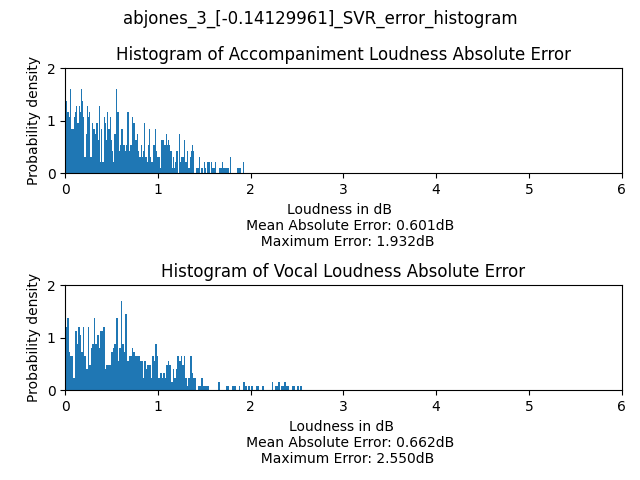 abjones_3_[-0.14129961]_SVR_error_histogram
Histogram of Accompaniment Loudness Absolute Error
Probability density
2
1
0
0 1 2 3 4 5 6
Loudness in dB
Mean Absolute Error: 0.601dB
Maximum Error: 1.932dB
Histogram of Vocal Loudness Absolute Error
Probability density
2
1
0
0 1 2 3 4 5 6
Loudness in dB
Mean Absolute Error: 0.662dB
Maximum Error: 2.550dB